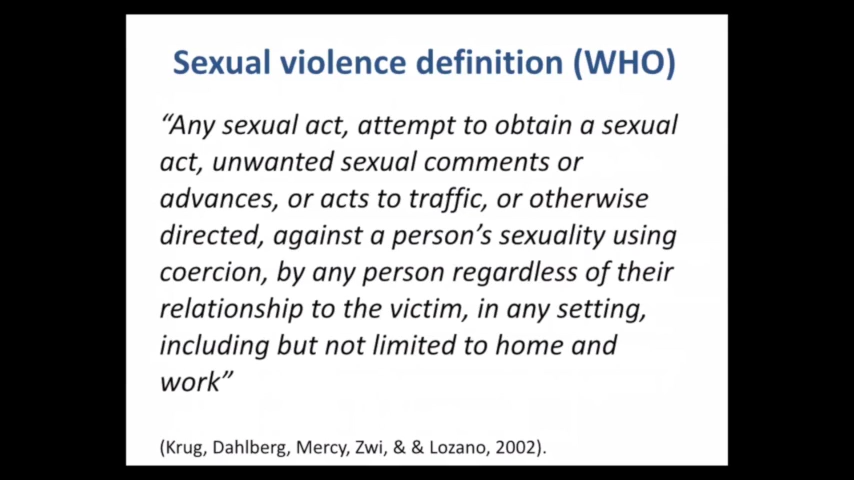 Sexual violence definition (WHO)
“Any sexual act, attempt to obtain a sexual
act, unwanted sexual comments or
advances, or acts to traffic, or otherwise
directed, against a person’s sexuality using
coercion, by any person regardless of their
relationship to the victim, in any setting,
including but not limited to home and
work”
(Krug, Dahlberg, Mercy, Zwi, & & Lozano, 2002).